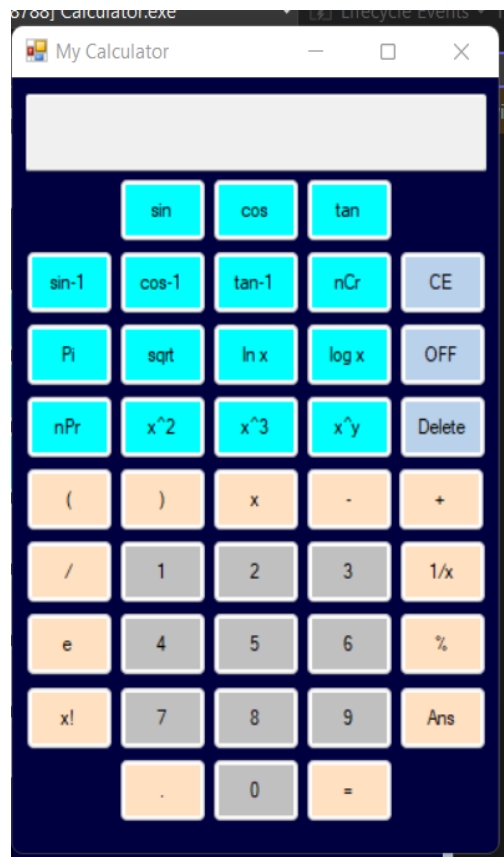 8788] Calculator.exe Lifecycle Events
My Calculator
sin cos tan
sin-1 cos-1 tan-1 nCr CE
Pi sqrt ln x log x OFF
nPr x^2 x^3 x^y Delete
( ) x - +
/ 1 2 3 1/x
e 4 5 6 %
x! 7 8 9 Ans
. 0 =